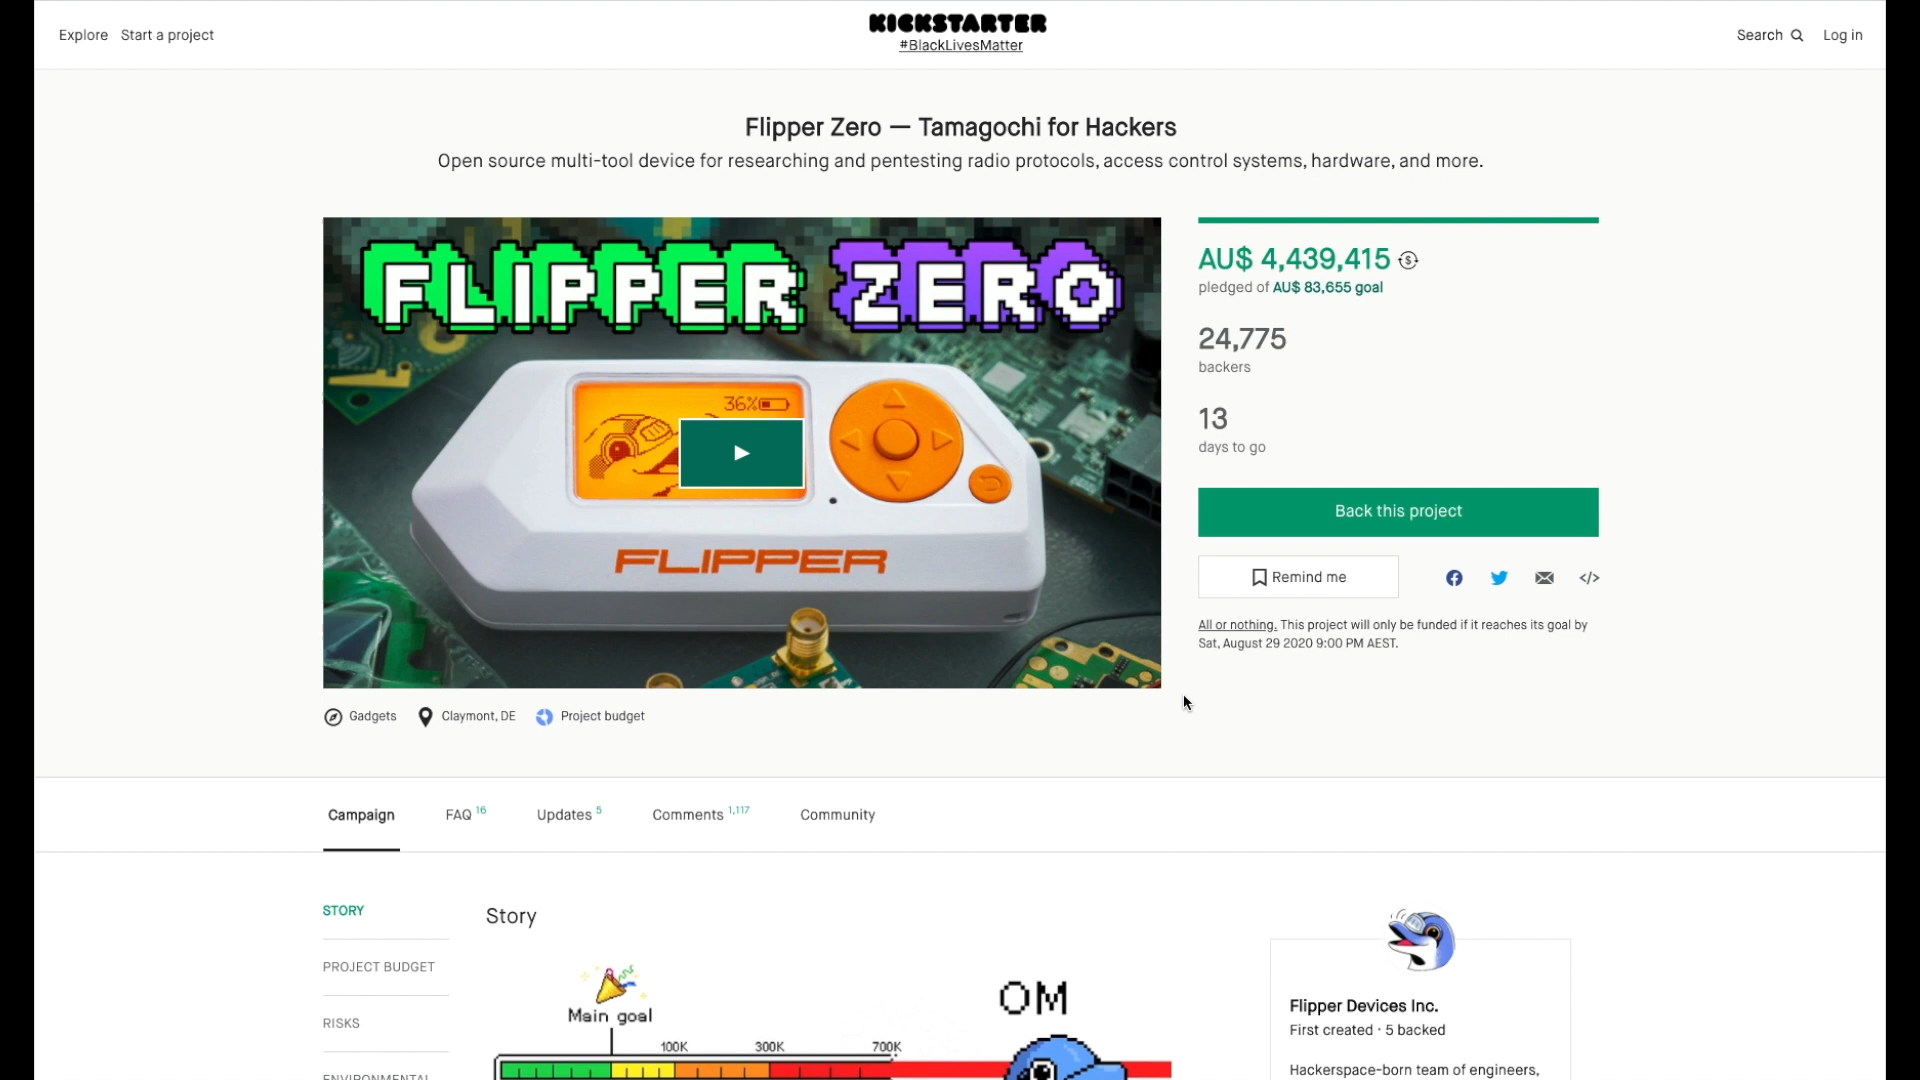 Explore Start a project
KICKSTARTER
#BlackLivesMatter
Search Log in
Flipper Zero — Tamagochi for Hackers
Open source multi-tool device for researching and pentesting radio protocols, access control systems, hardware, and more.
FLIPPER ZERO
36%
FLIPPER
AU$ 4,439,415
pledged of AU$ 83,655 goal
24,775
backers
13
days to go
Back this project
Remind me
</>
All or nothing. This project will only be funded if it reaches its goal by
Sat, August 29 2020 9:00 PM AEST.
Gadgets Claymont, DE Project budget
Campaign FAQ 16 Updates 5 Comments 1,117 Community
STORY
PROJECT BUDGET
RISKS
ENVIRONMENTAL
Story
Main goal
100K 300K 700K
OM
Flipper Devices Inc.
First created · 5 backed
Hackerspace-born team of engineers,